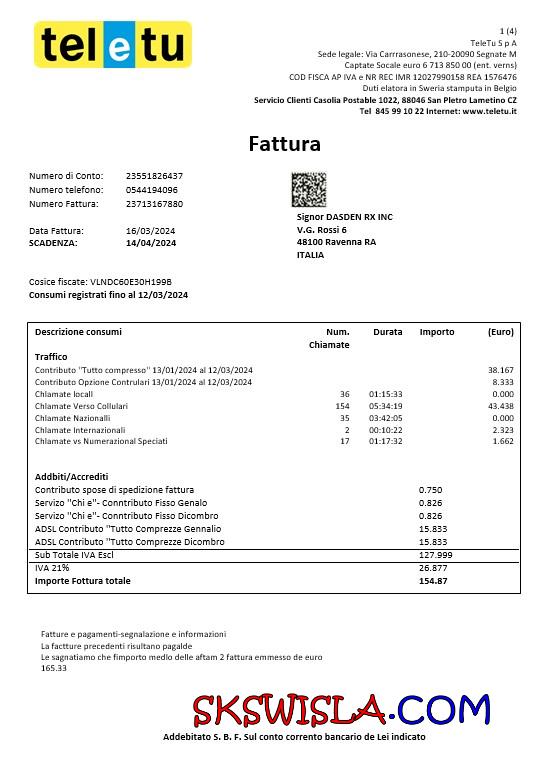 teletu
1 (4)
TeleTu S p A
Sede legale: Via Carrrasonese, 210-20090 Segnate M
Captate Socale euro 6 713 850 00 (ent. verns)
COD FISCA AP IVA e NR REC IMR 12027990158 REA 1576476
Duti elatora in Sweria stamputa in Belgio
Servicio Clienti Casolia Postable 1022, 88046 San Pletro Lametino CZ
Tel 845 99 10 22 Internet: www.teletu.it
Fattura
Numero di Conto: 23551826437
Numero telefono: 0544194096
Numero Fattura: 23713167880
Signor DASDEN RX INC
V.G. Rossi 6
48100 Ravenna RA
ITALIA
Data Fattura: 16/03/2024
SCADENZA: 14/04/2024
Cosice fiscate: VLNDC60E30H199B
Consumi registrati fino al 12/03/2024
Descrizione consumi Num. Chiamate Durata Importo (Euro)
Traffico
Contributo "Tutto compresso" 13/01/2024 al 12/03/2024 38.167
Contributo Opzione Contrulari 13/01/2024 al 12/03/2024 8.333
Chlamate locall 36 01:15:33 0.000
Chlamate Verso Collulari 154 05:34:19 43.438
Chlamate Nazionalli 35 03:42:05 0.000
Chlamate Internazionali 2 00:10:22 2.323
Chlamate vs Numerazional Speciati 17 01:17:32 1.662
Addbiti/Accrediti
Contributo spose di spedizione fattura 0.750
Servizo "Chi e"- Conntributo Fisso Genalo 0.826
Servizo "Chi e"- Conntributo Fisso Dicombro 0.826
ADSL Contributo "Tutto Comprezze Gennalio 15.833
ADSL Contributo "Tutto Comprezze Dicombro 15.833
Sub Totale IVA Escl 127.999
IVA 21% 26.877
Importe Fottura totale 154.87
Fatture e pagamenti-segnalazione e informazioni
La factture precedenti risultano pagalde
Le sagnatiamo che fimporto medlo delle aftam 2 fattura emmesso de euro
165.33
SKSWISLA.COM
Addebitato S. B. F. Sul conto corrento bancario de Lei indicato